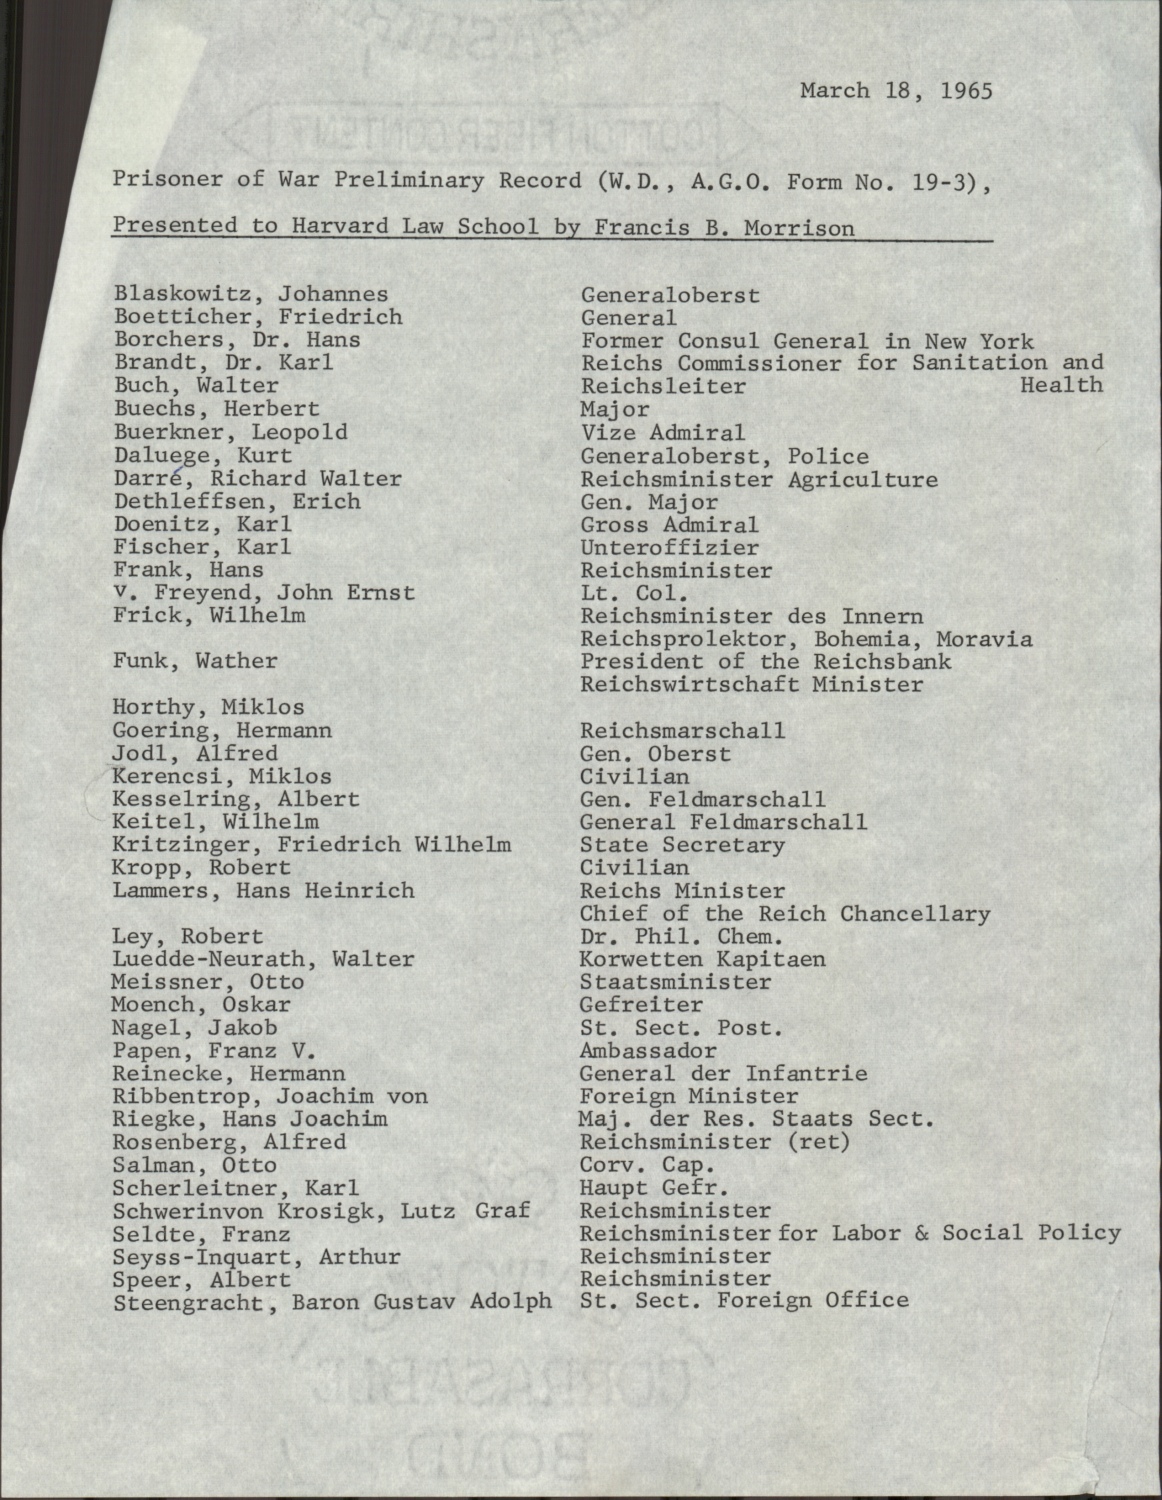 March 18, 1965
Prisoner of War Preliminary Record (W.D., A.G.O. Form No. 19-3),
Presented to Harvard Law School by Francis B. Morrison
Blaskowitz, Johannes Generaloberst
Boetticher, Friedrich General
Borchers, Dr. Hans Former Consul General in New York
Brandt, Dr. Karl Reichs Commissioner for Sanitation and
Buch, Walter Reichsleiter Health
Buechs, Herbert Major
Buerkner, Leopold Vize Admiral
Daluege, Kurt Generaloberst, Police
Darré, Richard Walter Reichsminister Agriculture
Dethleffsen, Erich Gen. Major
Doenitz, Karl Gross Admiral
Fischer, Karl Unteroffizier
Frank, Hans Reichsminister
v. Freyend, John Ernst Lt. Col.
Frick, Wilhelm Reichsminister des Innern
Reichsprolektor, Bohemia, Moravia
Funk, Wather President of the Reichsbank
Reichswirtschaft Minister
Horthy, Miklos
Goering, Hermann Reichsmarschall
Jodl, Alfred Gen. Oberst
Kerencsi, Miklos Civilian
Kesselring, Albert Gen. Feldmarschall
Keitel, Wilhelm General Feldmarschall
Kritzinger, Friedrich Wilhelm State Secretary
Kropp, Robert Civilian
Lammers, Hans Heinrich Reichs Minister
Chief of the Reich Chancellary
Ley, Robert Dr. Phil. Chem.
Luedde-Neurath, Walter Korwetten Kapitaen
Meissner, Otto Staatsminister
Moench, Oskar Gefreiter
Nagel, Jakob St. Sect. Post.
Papen, Franz V. Ambassador
Reinecke, Hermann General der Infantrie
Ribbentrop, Joachim von Foreign Minister
Riegke, Hans Joachim Maj. der Res. Staats Sect.
Rosenberg, Alfred Reichsminister (ret)
Salman, Otto Corv. Cap.
Scherleitner, Karl Haupt Gefr.
Schwerinvon Krosigk, Lutz Graf Reichsminister
Seldte, Franz Reichsminister for Labor & Social Policy
Seyss-Inquart, Arthur Reichsminister
Speer, Albert Reichsminister
Steengracht, Baron Gustav Adolph St. Sect. Foreign Office
COTTON FIBER CONTENT
CORRASABLE
BOND